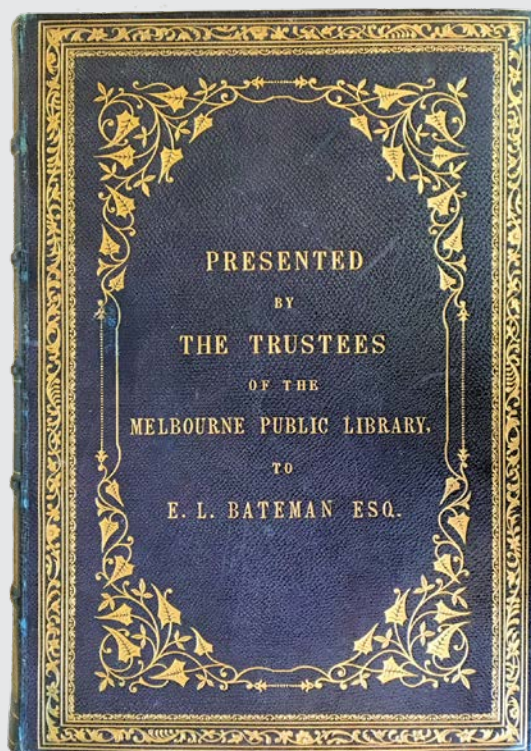 PRESENTED
BY
THE TRUSTEES
OF THE
MELBOURNE PUBLIC LIBRARY,
TO
E. L. BATEMAN ESQ.